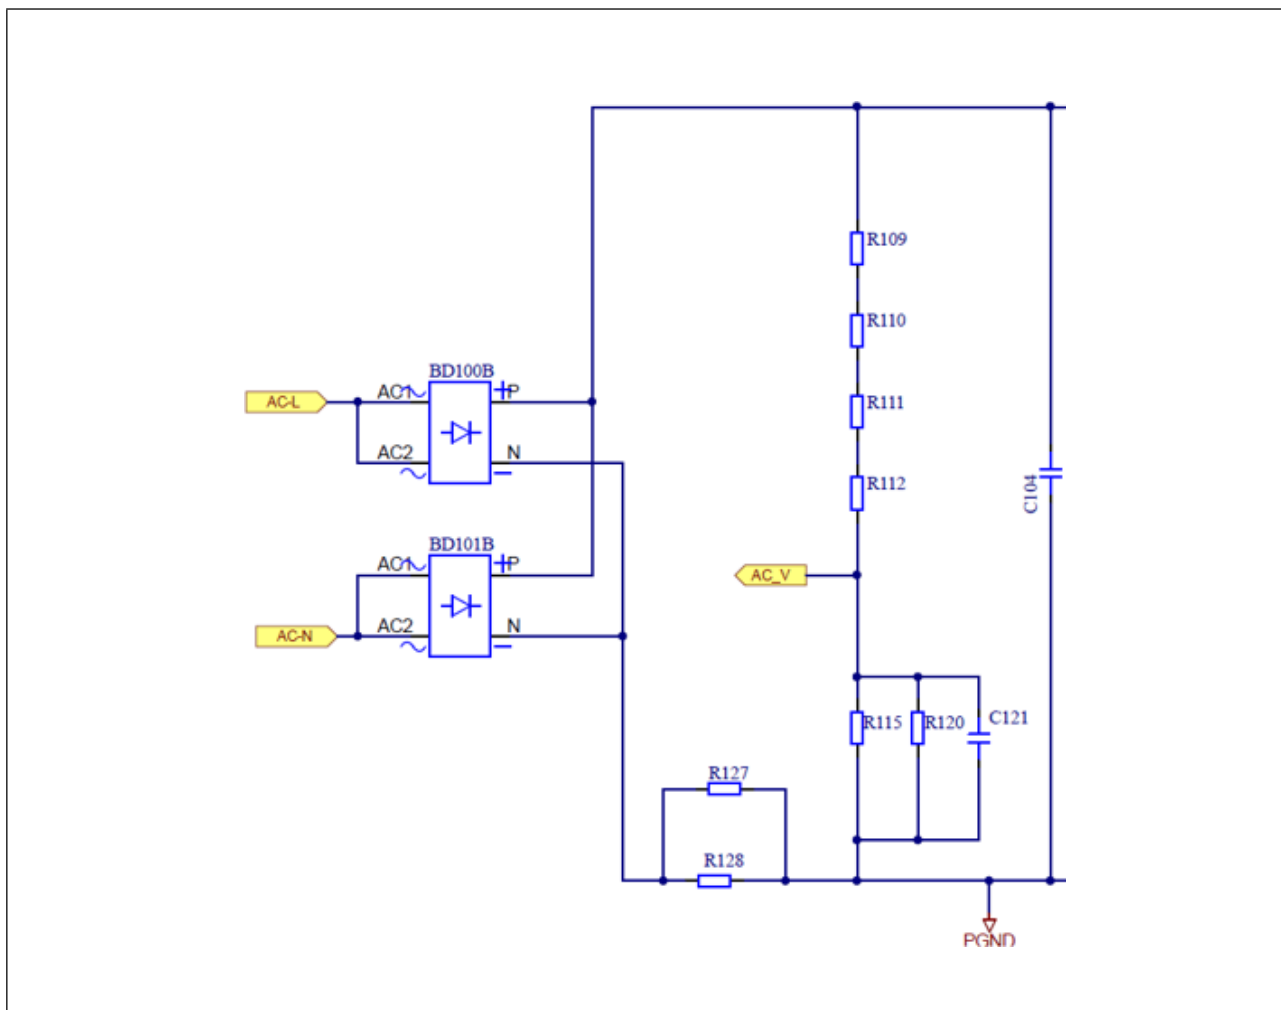 R109
R110
BD100B
AC1 + P
AC-L
R111
AC2 N
R112
C104
BD101B
AC1 + P
AC_V
AC-N
AC2 N
R115
R120
C121
R127
R128
PGND